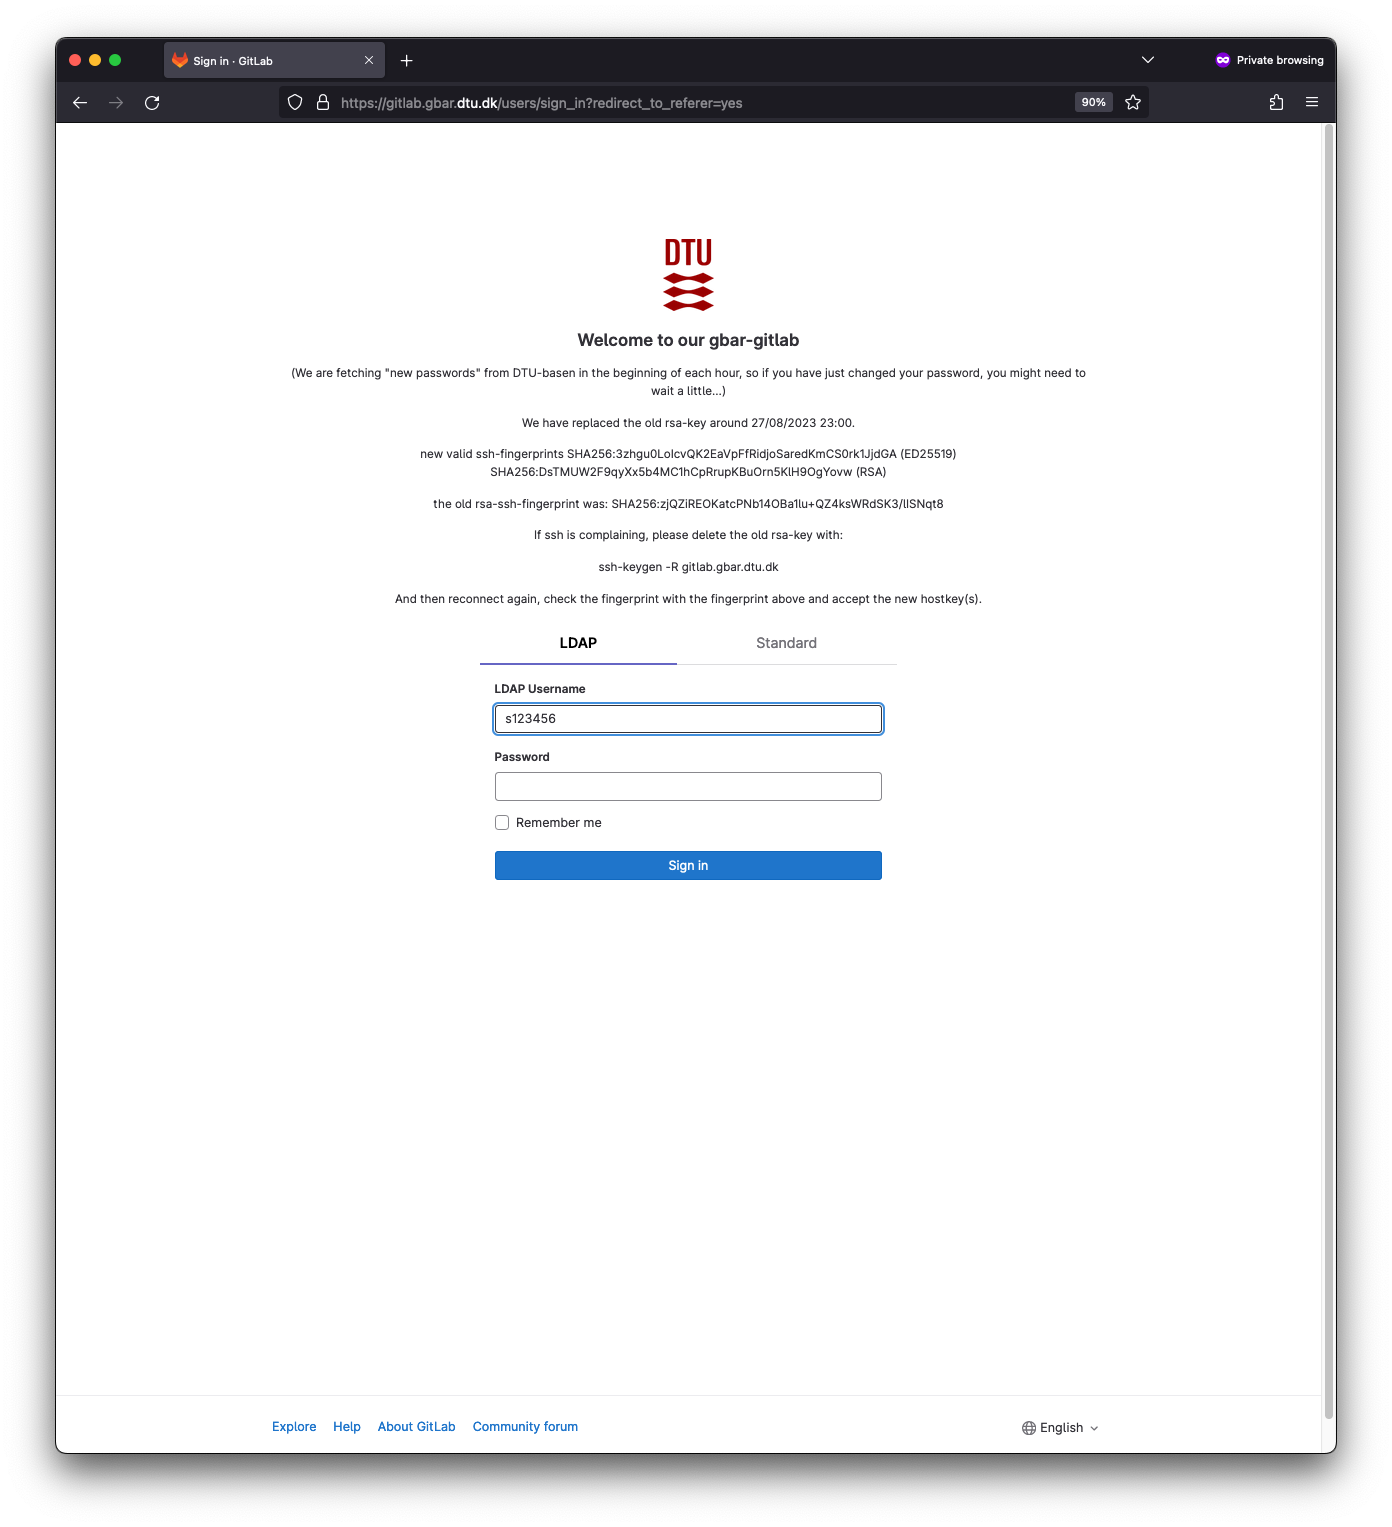 Sign in · GitLab
Private browsing
https://gitlab.gbar.dtu.dk/users/sign_in?redirect_to_referer=yes
90%
DTU
Welcome to our gbar-gitlab
(We are fetching "new passwords" from DTU-basen in the beginning of each hour, so if you have just changed your password, you might need to
wait a little...)
We have replaced the old rsa-key around 27/08/2023 23:00.
new valid ssh-fingerprints SHA256:3zhgu0LoIcvQK2EaVpFfRidjoSaredKmCS0rk1JjdGA (ED25519)
SHA256:DsTMUW2F9qyXx5b4MC1hCpRrupKBuOrn5KlH9OgYovw (RSA)
the old rsa-ssh-fingerprint was: SHA256:zjQZiREOKatcPNb14OBa1lu+QZ4ksWRdSK3/lISNqt8
If ssh is complaining, please delete the old rsa-key with:
ssh-keygen -R gitlab.gbar.dtu.dk
And then reconnect again, check the fingerprint with the fingerprint above and accept the new hostkey(s).
LDAP
Standard
LDAP Username
s123456
Password
Remember me
Sign in
Explore
Help
About GitLab
Community forum
English